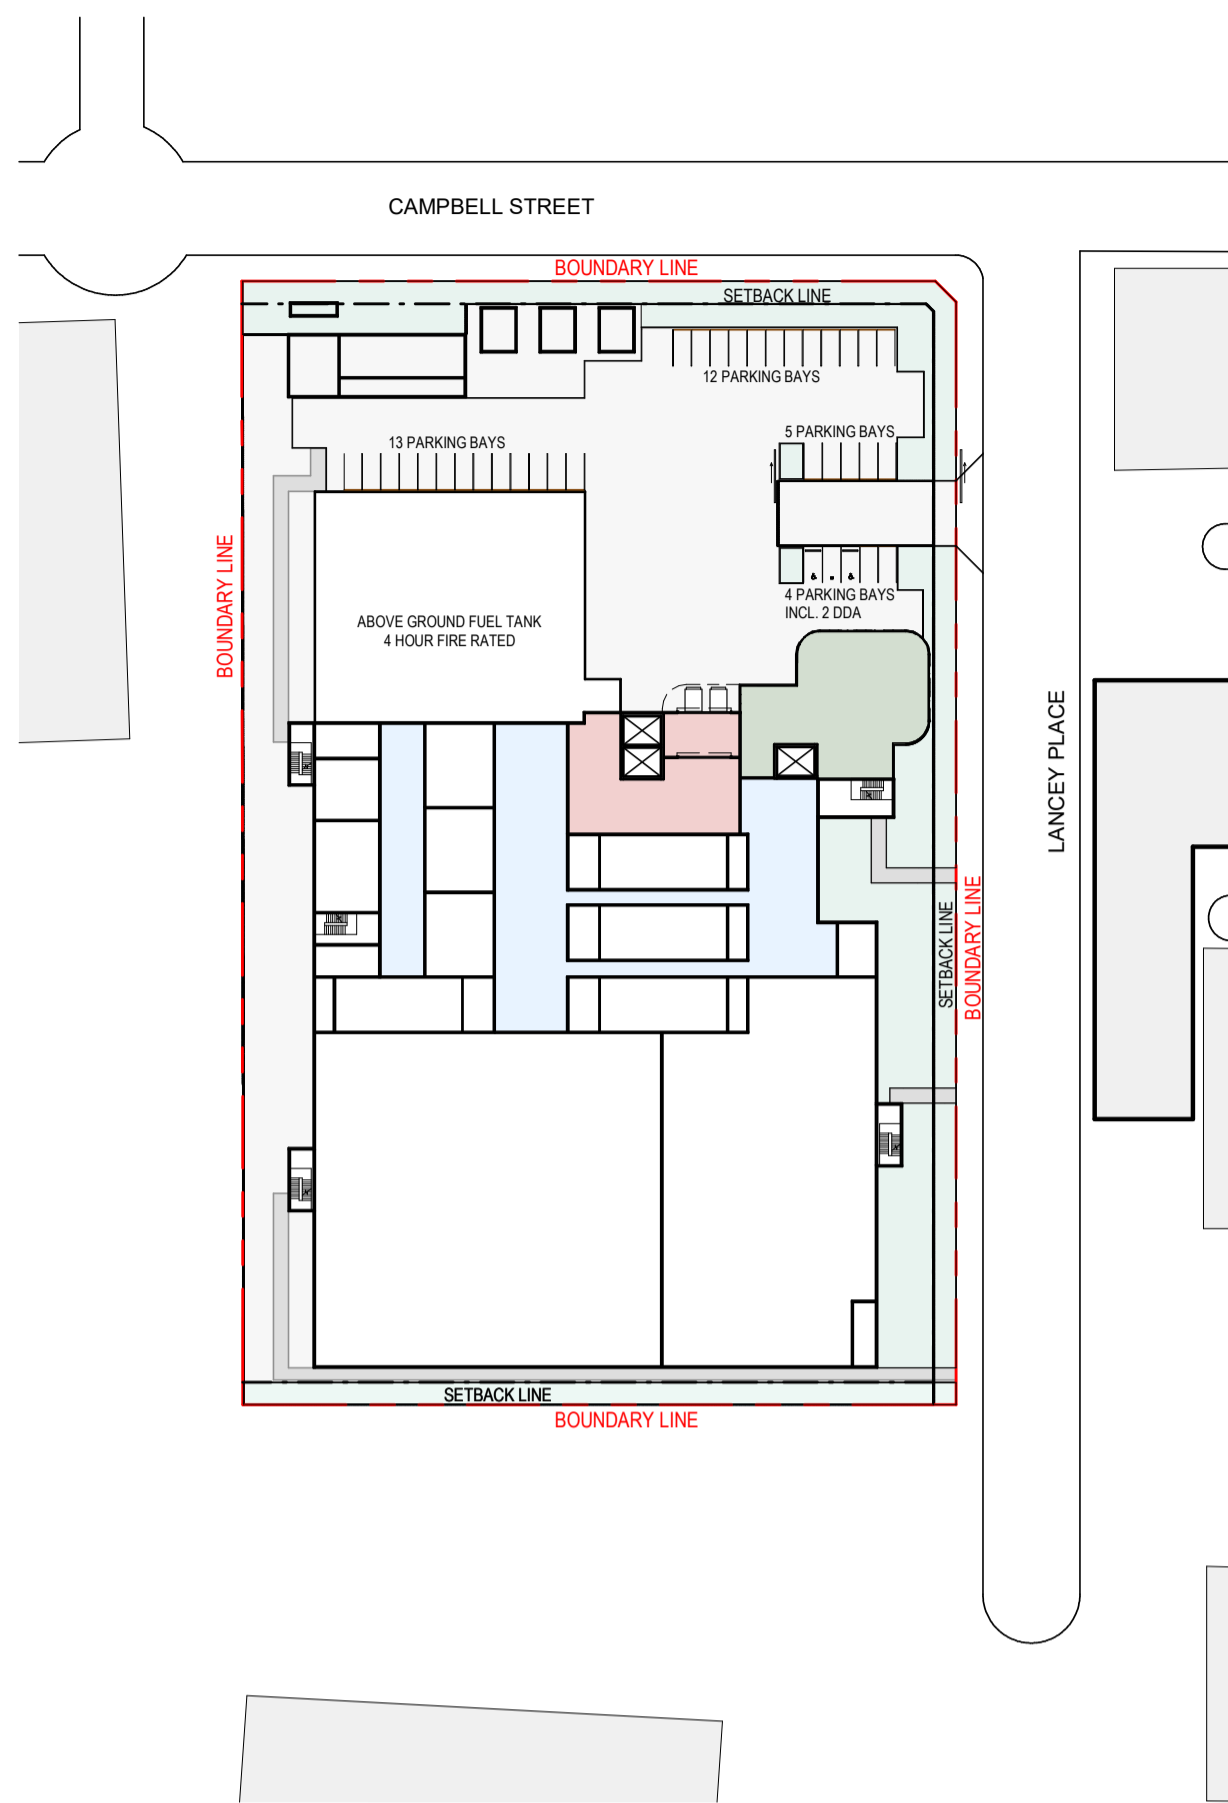 CAMPBELL STREET
BOUNDARY LINE
SETBACK LINE
12 PARKING BAYS
5 PARKING BAYS
13 PARKING BAYS
BOUNDARY LINE
4 PARKING BAYS
INCL. 2 DDA
ABOVE GROUND FUEL TANK
4 HOUR FIRE RATED
LANCEY PLACE
SETBACK LINE
BOUNDARY LINE
SETBACK LINE
BOUNDARY LINE